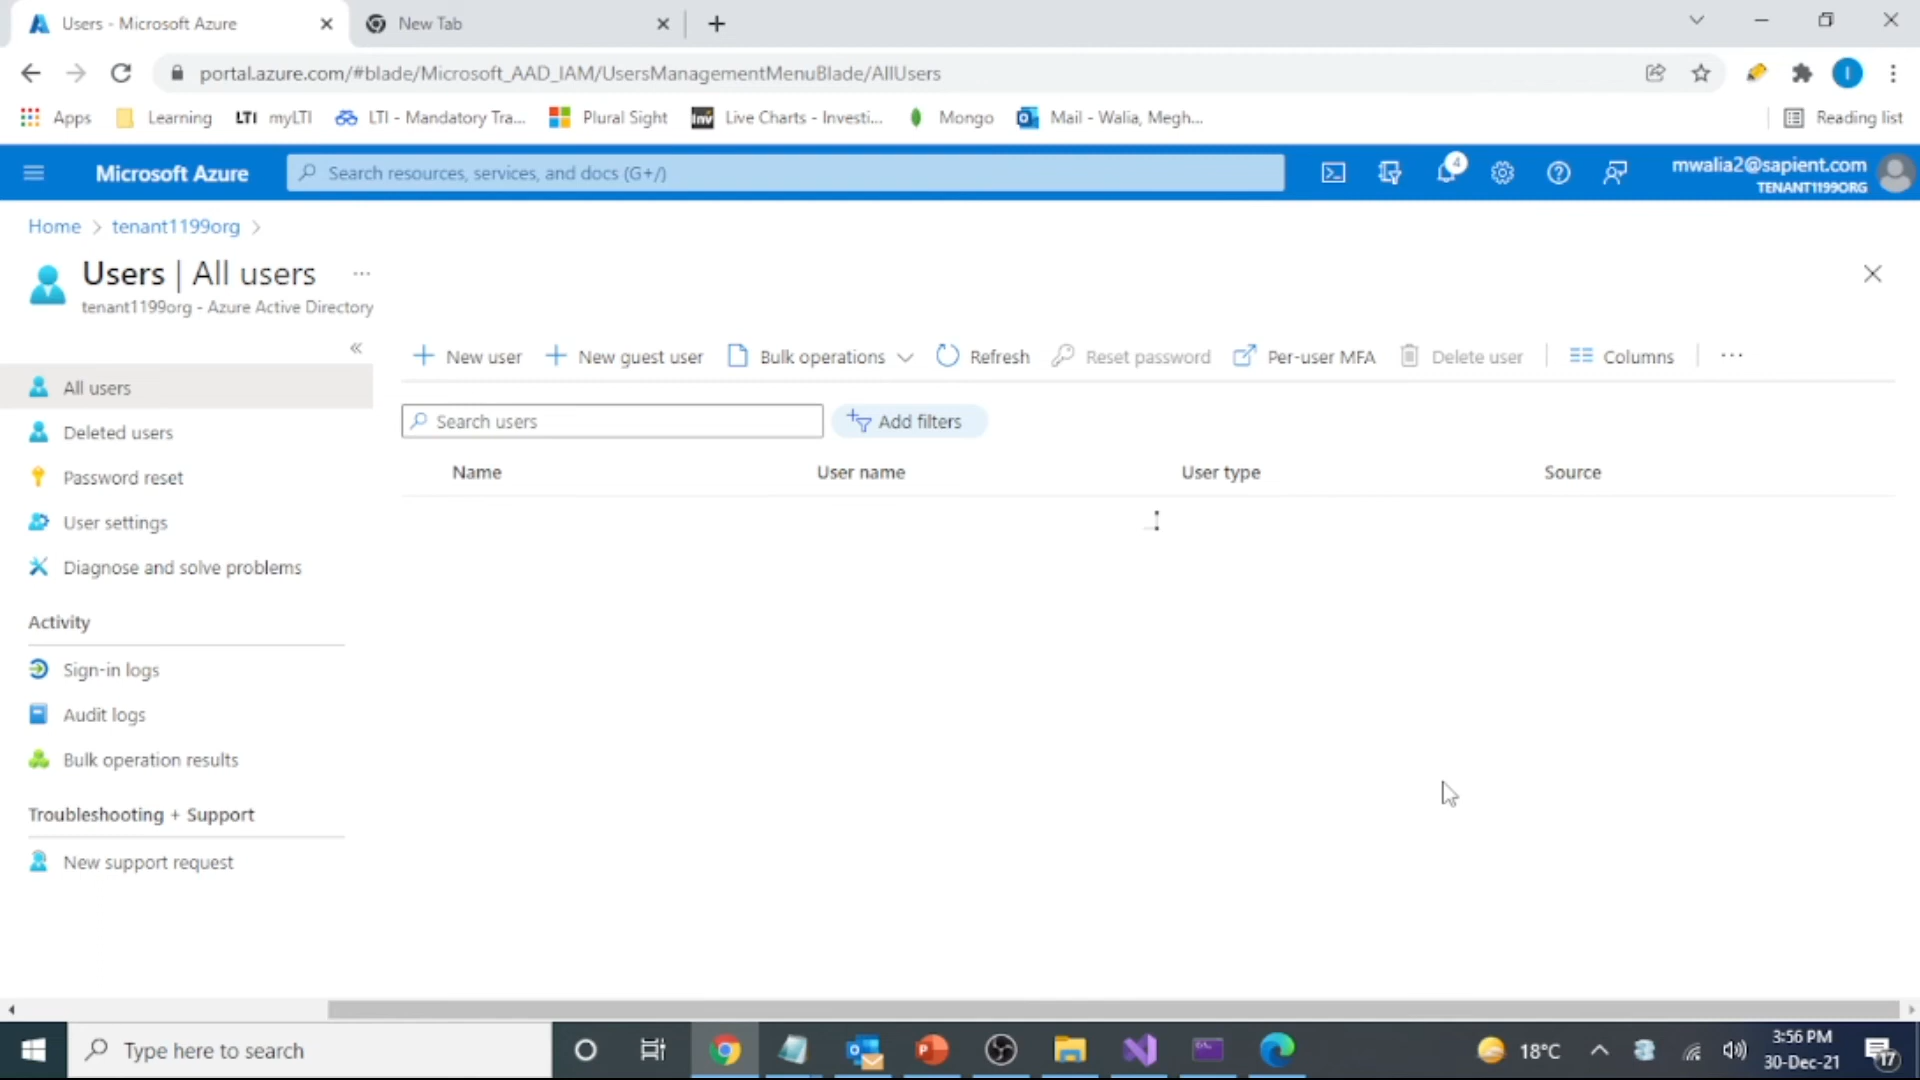 Users - Microsoft Azure
New Tab
portal.azure.com/#blade/Microsoft_AAD_IAM/UsersManagementMenuBlade/AllUsers
Apps Learning LTI myLTI LTI - Mandatory Tra... Plural Sight Inv Live Charts - Investi... Mongo Mail - Walia, Megh... Reading list
Microsoft Azure
Search resources, services, and docs (G+/)
4
mwalia2@sapient.com
TENANT1199ORG
Home > tenant1199org >
Users | All users ...
tenant1199org - Azure Active Directory
New user New guest user Bulk operations Refresh Reset password Per-user MFA Delete user Columns ...
All users
Deleted users
Password reset
User settings
Diagnose and solve problems
Activity
Sign-in logs
Audit logs
Bulk operation results
Troubleshooting + Support
New support request
Search users
Add filters
Name User name User type Source
Type here to search
18°C
3:56 PM
30-Dec-21
17